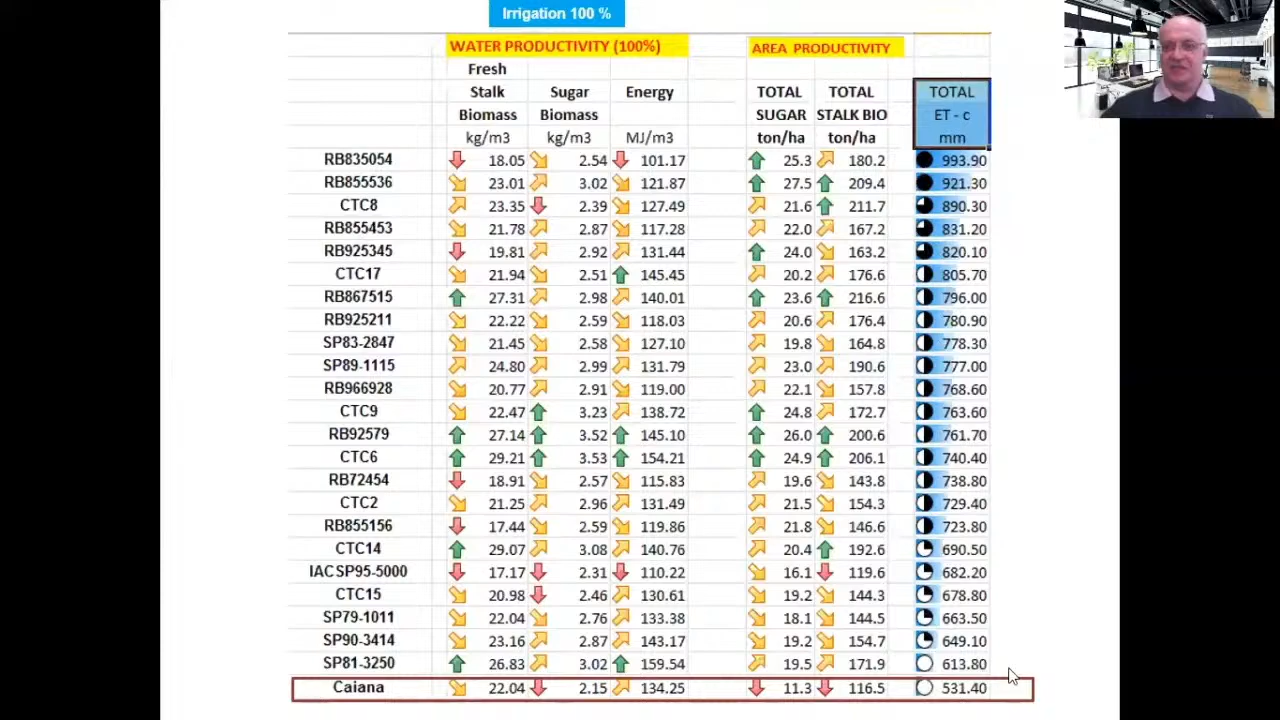 Irrigation 100 %
WATER PRODUCTIVITY (100%) AREA PRODUCTIVITY
Fresh
Stalk Sugar Energy TOTAL TOTAL TOTAL
Biomass Biomass SUGAR STALK BIO ET - c
kg/m3 kg/m3 MJ/m3 ton/ha ton/ha mm
RB835054 18.05 2.54 101.17 25.3 180.2 993.90
RB855536 23.01 3.02 121.87 27.5 209.4 921.30
CTC8 23.35 2.39 127.49 21.6 211.7 890.30
RB855453 21.78 2.87 117.28 22.0 167.2 831.20
RB925345 19.81 2.92 131.44 24.0 163.2 820.10
CTC17 21.94 2.51 145.45 20.2 176.6 805.70
RB867515 27.31 2.98 140.01 23.6 216.6 796.00
RB925211 22.22 2.59 118.03 20.6 176.4 780.90
SP83-2847 21.45 2.58 127.10 19.8 164.8 778.30
SP89-1115 24.80 2.99 131.79 23.0 190.6 777.00
RB966928 20.77 2.91 119.00 22.1 157.8 768.60
CTC9 22.47 3.23 138.72 24.8 172.7 763.60
RB92579 27.14 3.52 145.10 26.0 200.6 761.70
CTC6 29.21 3.53 154.21 24.9 206.1 740.40
RB72454 18.91 2.57 115.83 19.6 143.8 738.80
CTC2 21.25 2.96 131.49 21.5 154.3 729.40
RB855156 17.44 2.59 119.86 21.8 146.6 723.80
CTC14 29.07 3.08 140.76 20.4 192.6 690.50
IACSP95-5000 17.17 2.31 110.22 16.1 119.6 682.20
CTC15 20.98 2.46 130.61 19.2 144.3 678.80
SP79-1011 22.04 2.76 133.38 18.1 144.5 663.50
SP90-3414 23.16 2.87 143.17 19.2 154.7 649.10
SP81-3250 26.83 3.02 159.54 19.5 171.9 613.80
Caiana 22.04 2.15 134.25 11.3 116.5 531.40